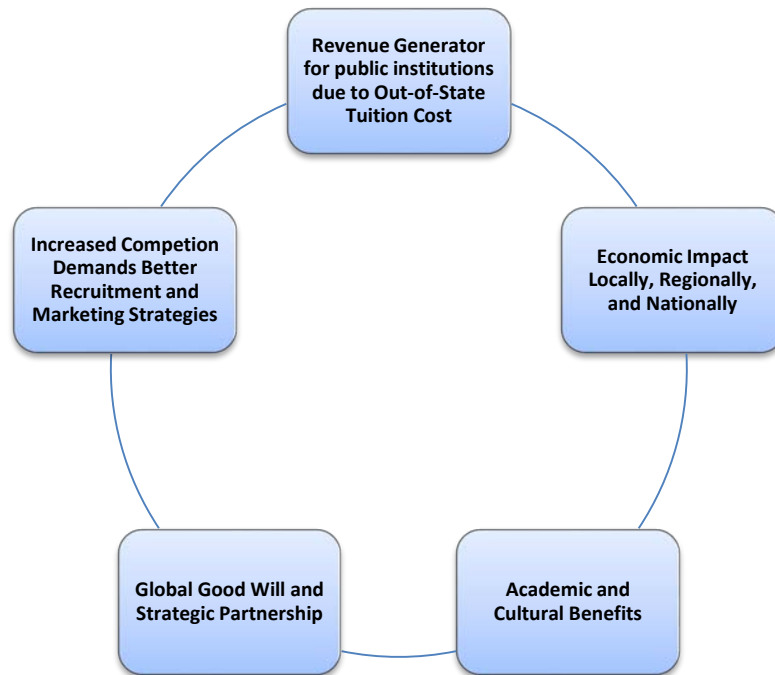 Revenue Generator
for public institutions
due to Out-of-State
Tuition Cost
Economic Impact
Locally, Regionally,
and Nationally
Academic and
Cultural Benefits
Global Good Will and
Strategic Partnership
Increased Competion
Demands Better
Recruitment and
Marketing Strategies